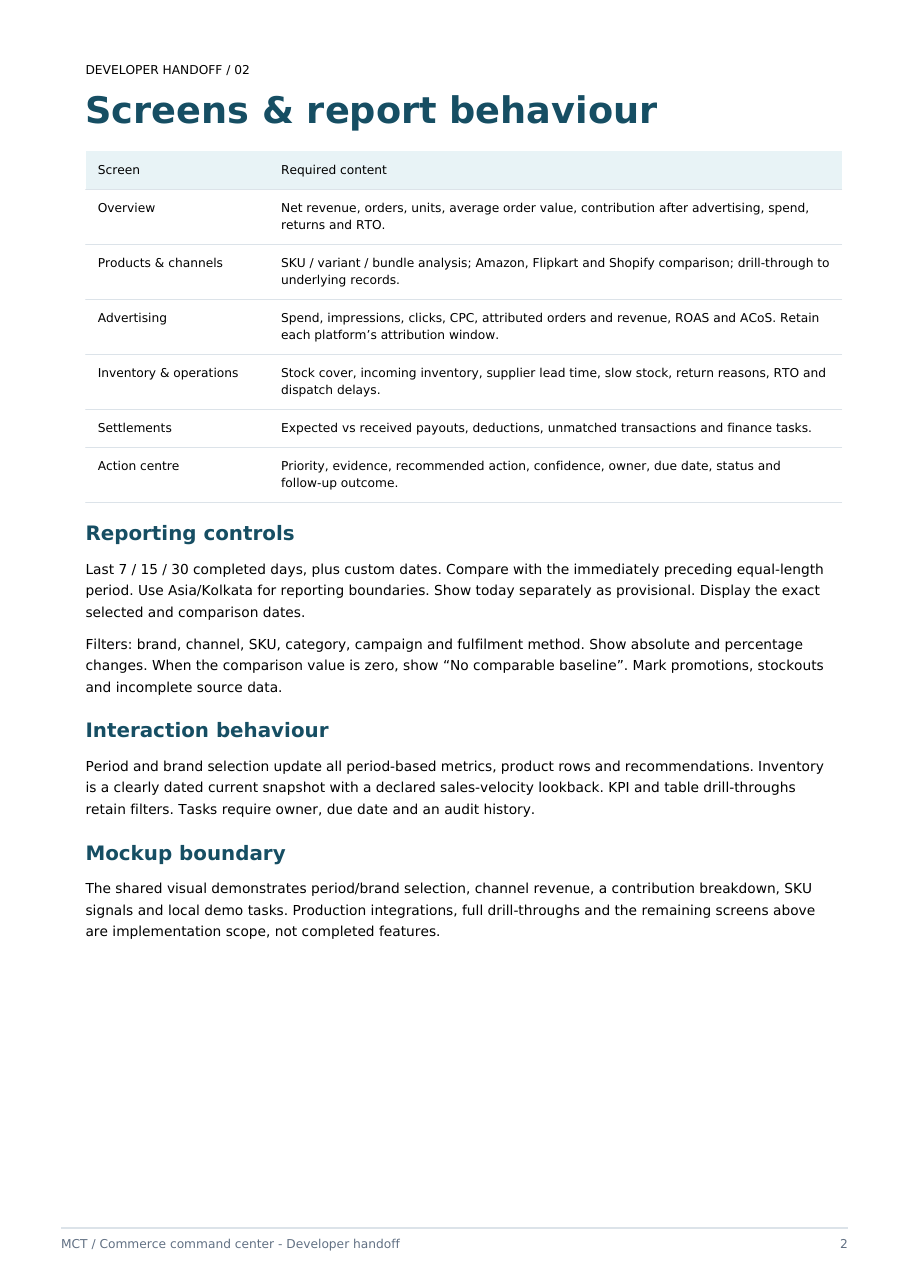 DEVELOPER HANDOFF / 02
Screens & report behaviour
Screen Required content
Overview Net revenue, orders, units, average order value, contribution after advertising, spend,
returns and RTO.
Products & channels SKU / variant / bundle analysis; Amazon, Flipkart and Shopify comparison; drill-through to
underlying records.
Advertising Spend, impressions, clicks, CPC, attributed orders and revenue, ROAS and ACoS. Retain
each platform’s attribution window.
Inventory & operations Stock cover, incoming inventory, supplier lead time, slow stock, return reasons, RTO and
dispatch delays.
Settlements Expected vs received payouts, deductions, unmatched transactions and finance tasks.
Action centre Priority, evidence, recommended action, confidence, owner, due date, status and
follow-up outcome.
Reporting controls
Last 7 / 15 / 30 completed days, plus custom dates. Compare with the immediately preceding equal-length
period. Use Asia/Kolkata for reporting boundaries. Show today separately as provisional. Display the exact
selected and comparison dates.
Filters: brand, channel, SKU, category, campaign and fulfilment method. Show absolute and percentage
changes. When the comparison value is zero, show “No comparable baseline”. Mark promotions, stockouts
and incomplete source data.
Interaction behaviour
Period and brand selection update all period-based metrics, product rows and recommendations. Inventory
is a clearly dated current snapshot with a declared sales-velocity lookback. KPI and table drill-throughs
retain filters. Tasks require owner, due date and an audit history.
Mockup boundary
The shared visual demonstrates period/brand selection, channel revenue, a contribution breakdown, SKU
signals and local demo tasks. Production integrations, full drill-throughs and the remaining screens above
are implementation scope, not completed features.
MCT / Commerce command center - Developer handoff 2